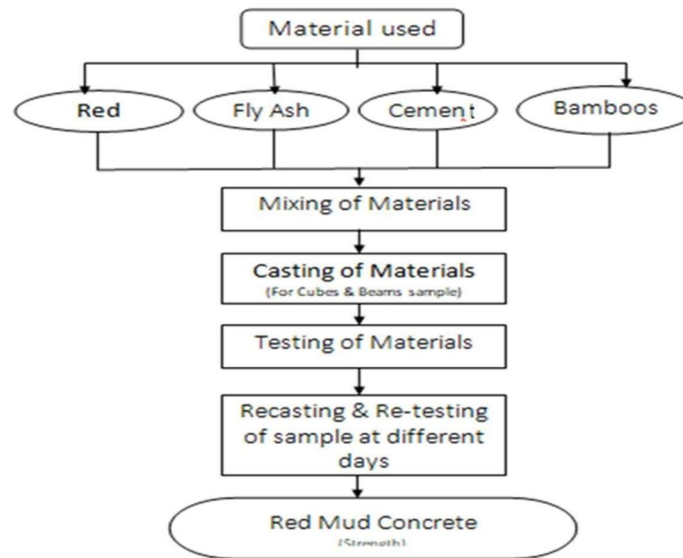 Material used
Red
Fly Ash
Cement
Bamboos
Mixing of Materials
Casting of Materials
(For Cubes & Beams sample)
Testing of Materials
Recasting & Re-testing
of sample at different
days
Red Mud Concrete
(Strength)